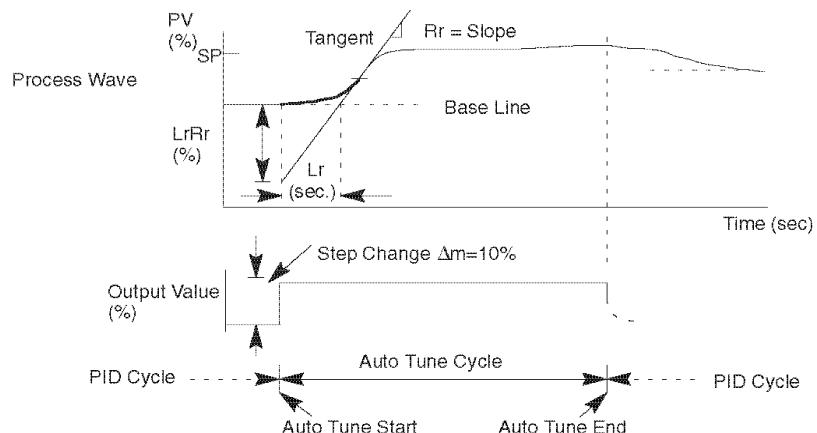 PV
(%)
SP
Tangent
Rr = Slope
Process Wave
Base Line
LrRr
(%)
Lr
(sec.)
Time (sec)
Step Change Δm=10%
Output Value
(%)
PID Cycle
Auto Tune Cycle
PID Cycle
Auto Tune Start
Auto Tune End